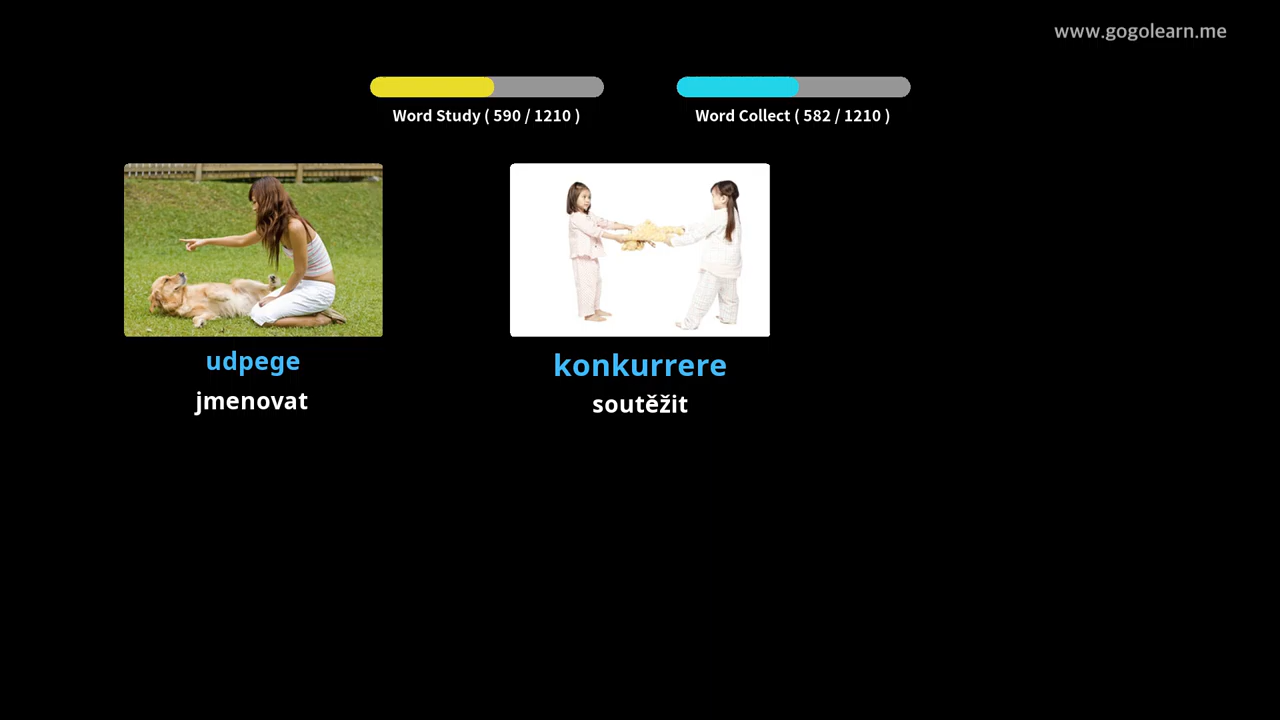 www.gogolearn.me
Word Study ( 590 / 1210 )
Word Collect ( 582 / 1210 )
udpege
jmenovat
konkurrere
soutěžit